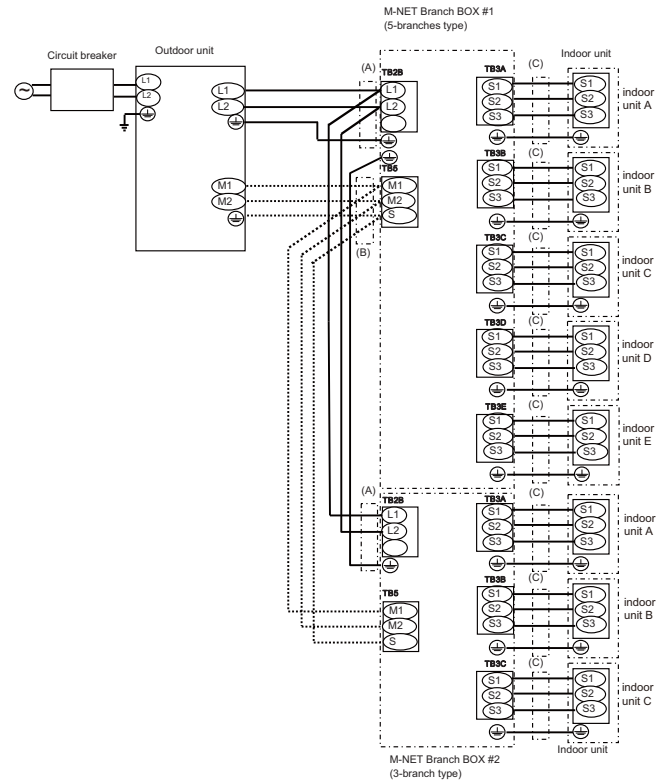 M-NET Branch BOX #1
(5-branches type)
Circuit breaker
Outdoor unit
Indoor unit
L1
L2
L1
L2
M1
M2
(A)
TB2B
L1
L2
TB5
M1
M2
S
(B)
TB3A
S1
S2
S3
(C)
S1
S2
S3
indoor
unit A
TB3B
S1
S2
S3
(C)
S1
S2
S3
indoor
unit B
TB3C
S1
S2
S3
(C)
S1
S2
S3
indoor
unit C
TB3D
S1
S2
S3
(C)
S1
S2
S3
indoor
unit D
TB3E
S1
S2
S3
(C)
S1
S2
S3
indoor
unit E
(A)
TB2B
L1
L2
TB5
M1
M2
S
TB3A
S1
S2
S3
(C)
S1
S2
S3
indoor
unit A
TB3B
S1
S2
S3
(C)
S1
S2
S3
indoor
unit B
TB3C
S1
S2
S3
(C)
S1
S2
S3
indoor
unit C
Indoor unit
M-NET Branch BOX #2
(3-branch type)